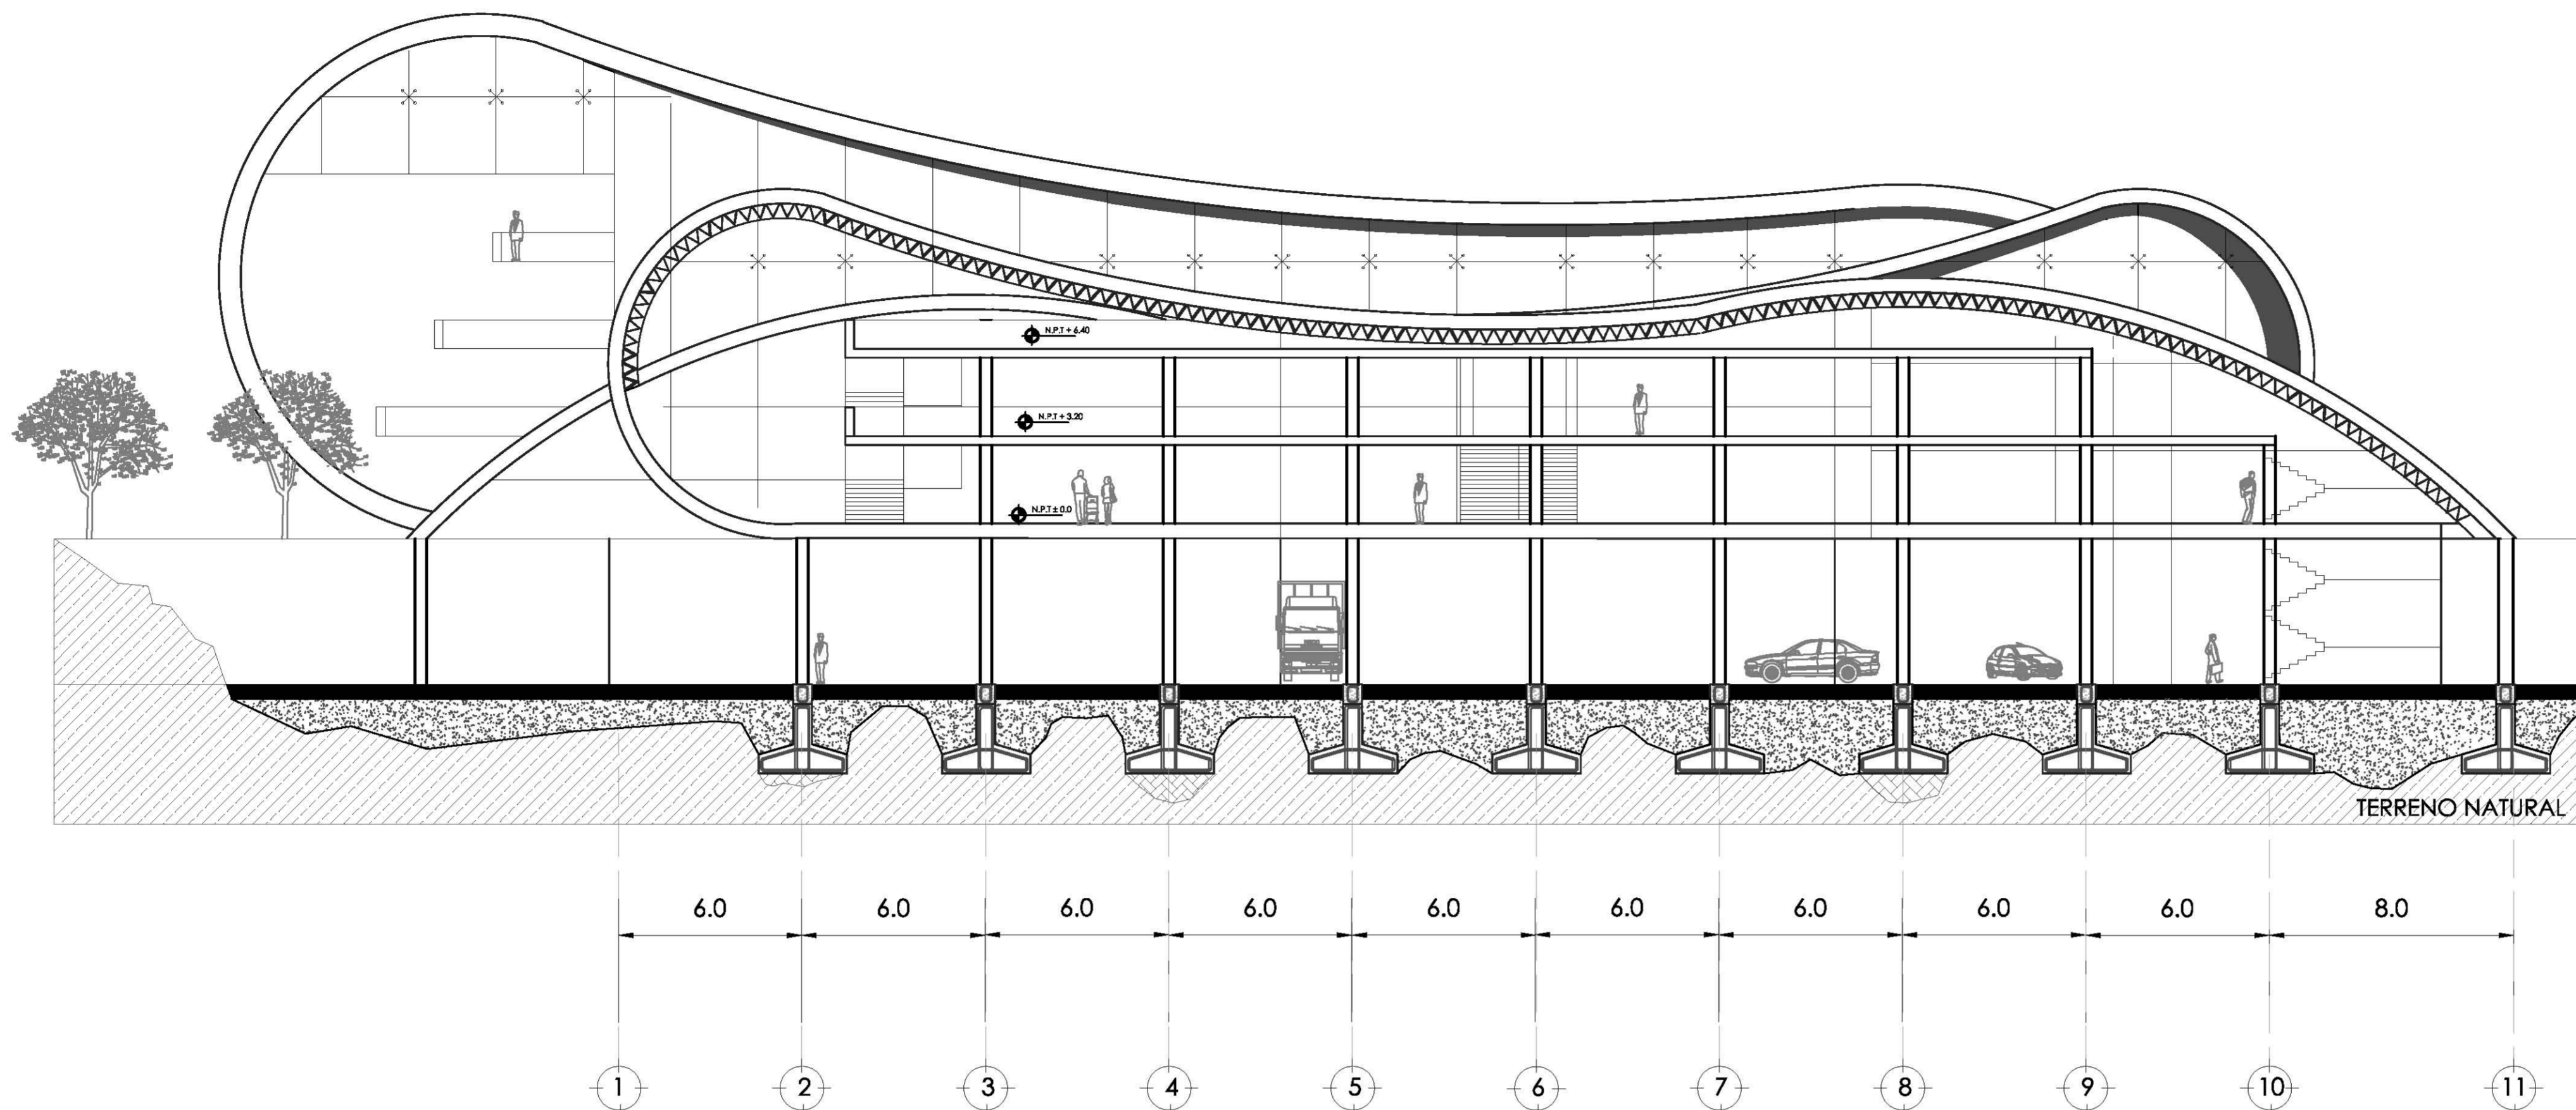 N.P.T + 6.40
N.P.T + 3.20
N.P.T ± 0.0
TERRENO NATURAL
6.0 6.0 6.0 6.0 6.0 6.0 6.0 6.0 6.0 8.0
1 2 3 4 5 6 7 8 9 10 11